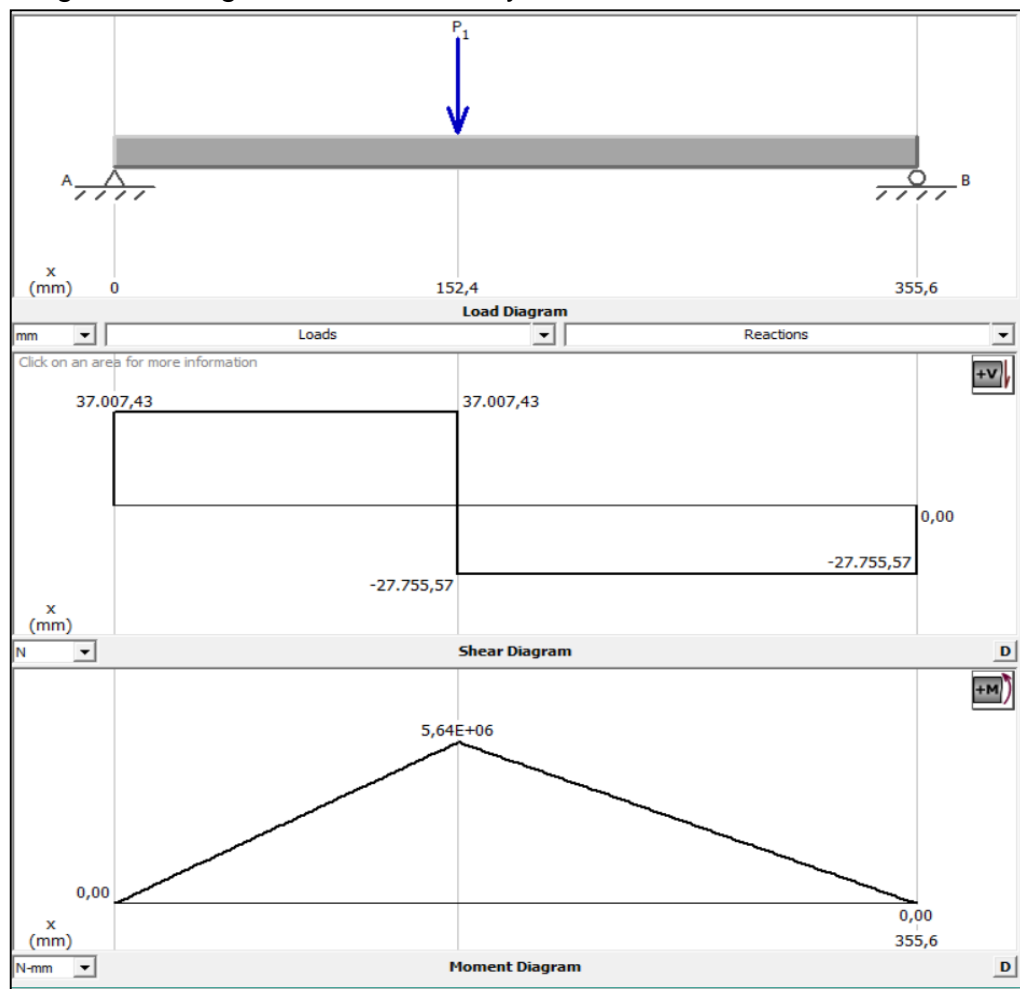 P1
A
B
x
(mm) 0 152,4 355,6
Load Diagram
mm Loads Reactions
Click on an area for more information
+V
37.007,43 37.007,43
0,00
-27.755,57
-27.755,57
x
(mm)
N Shear Diagram D
+M
5,64E+06
0,00
0,00
x
(mm) 355,6
N-mm Moment Diagram D